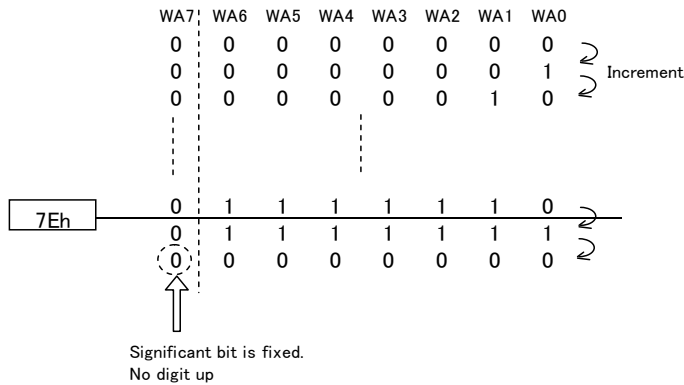 WA7 WA6 WA5 WA4 WA3 WA2 WA1 WA0
0 0 0 0 0 0 0 0
0 0 0 0 0 0 0 1 Increment
0 0 0 0 0 0 1 0
0 1 1 1 1 1 1 0
7Eh
0 1 1 1 1 1 1 1
0 0 0 0 0 0 0 0
Significant bit is fixed.
No digit up